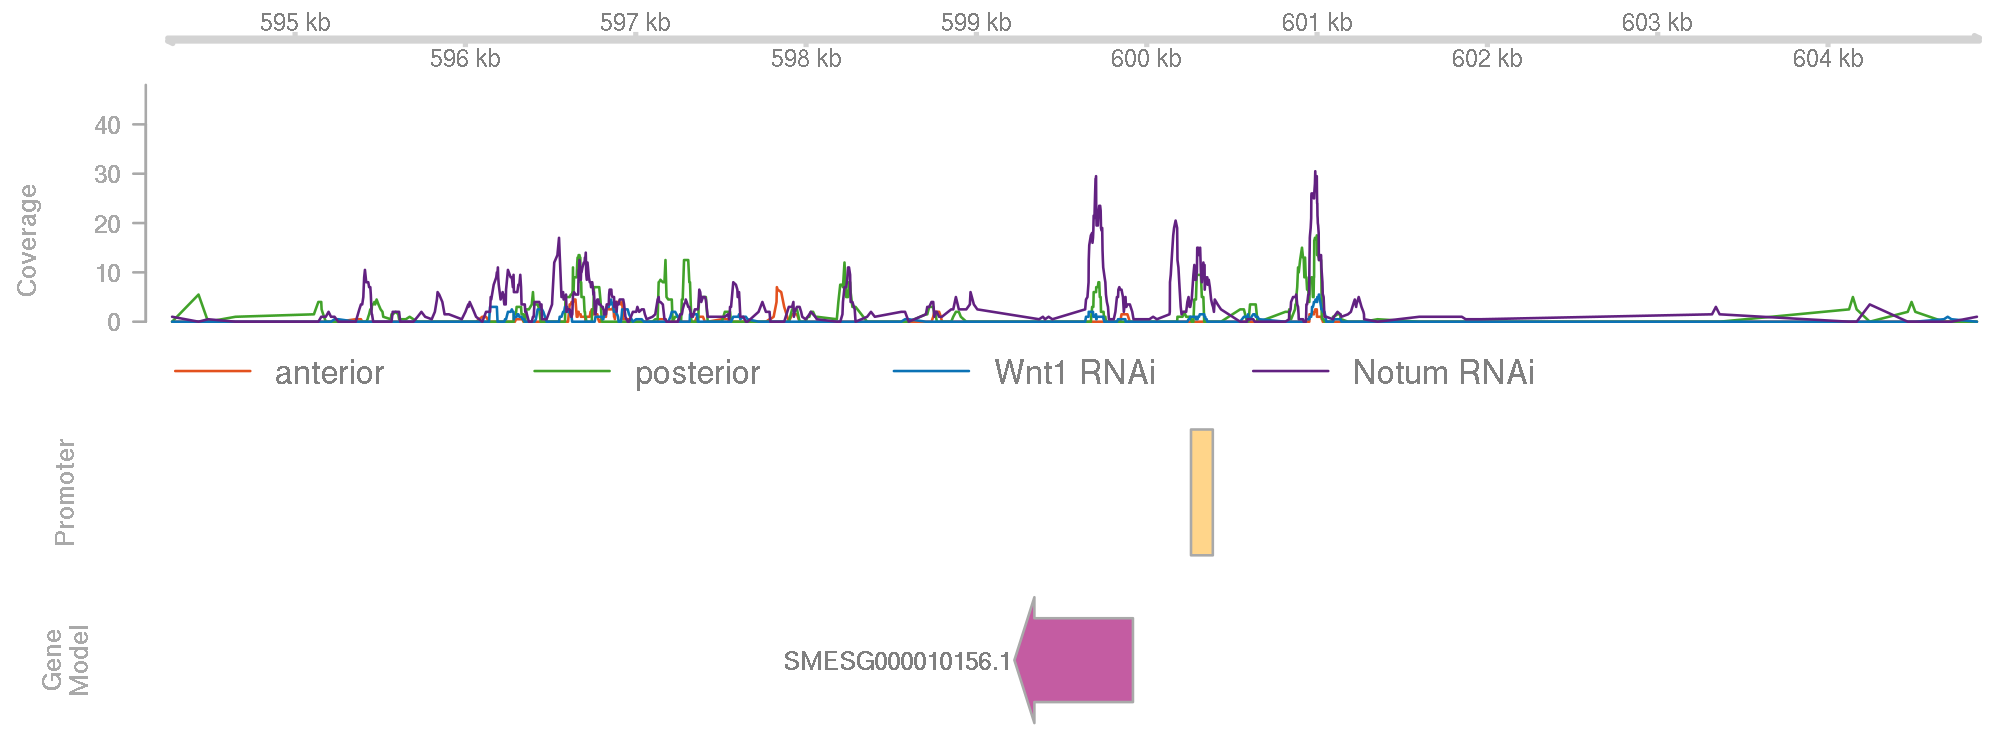 595 kb 597 kb 599 kb 601 kb 603 kb
596 kb 598 kb 600 kb 602 kb 604 kb
Coverage
40
30
20
10
0
anterior posterior Wnt1 RNAi Notum RNAi
Promoter
Gene
Model
SMESG000010156.1